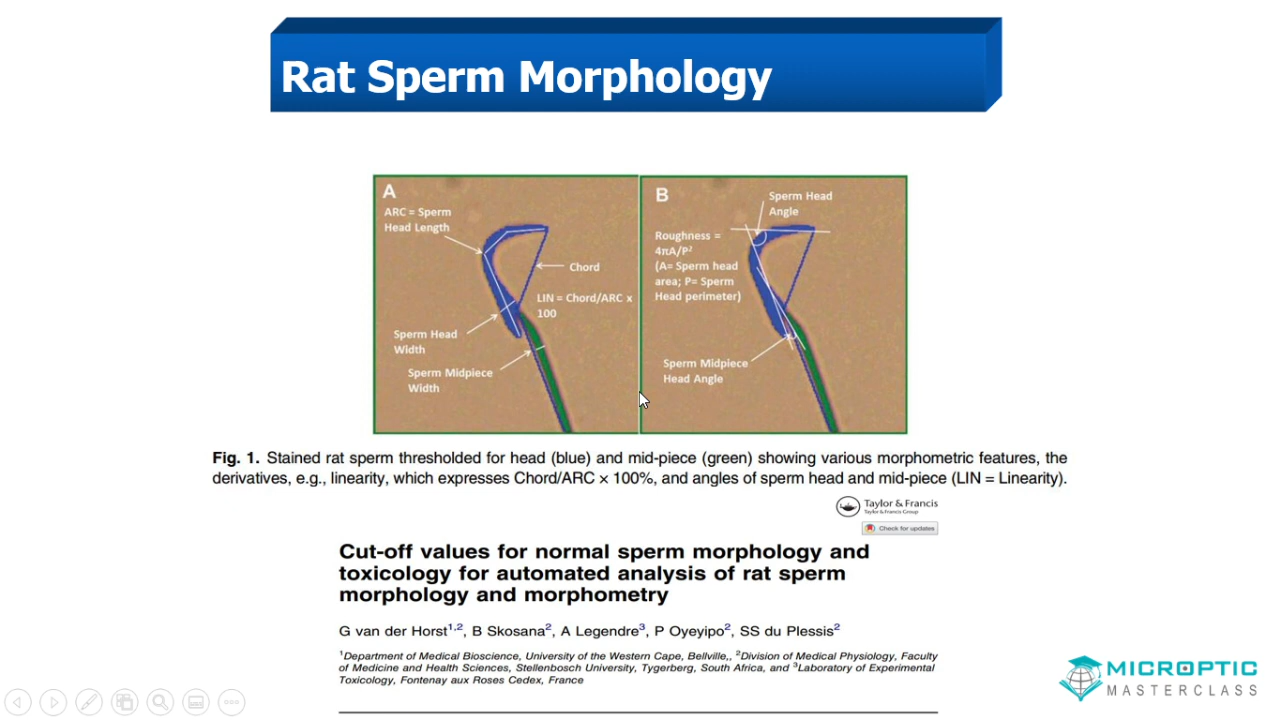 Rat Sperm Morphology
A
ARC = Sperm
Head Length
Chord
LIN = Chord/ARC x
100
Sperm Head
Width
Sperm Midpiece
Width
B
Sperm Head
Angle
Roughness =
4πA/P²
(A= Sperm head
area; P= Sperm
Head perimeter)
Sperm Midpiece
Head Angle
Fig. 1. Stained rat sperm thresholded for head (blue) and mid-piece (green) showing various morphometric features, the
derivatives, e.g., linearity, which expresses Chord/ARC × 100%, and angles of sperm head and mid-piece (LIN = Linearity).
Taylor & Francis
Taylor & Francis Group
Check for updates
Cut-off values for normal sperm morphology and
toxicology for automated analysis of rat sperm
morphology and morphometry
G van der Horst1,2, B Skosana2, A Legendre3, P Oyeyipo2, SS du Plessis2
1Department of Medical Bioscience, University of the Western Cape, Bellville,, 2Division of Medical Physiology, Faculty
of Medicine and Health Sciences, Stellenbosch University, Tygerberg, South Africa, and 3Laboratory of Experimental
Toxicology, Fontenay aux Roses Cedex, France
MICROPTIC
MASTERCLASS